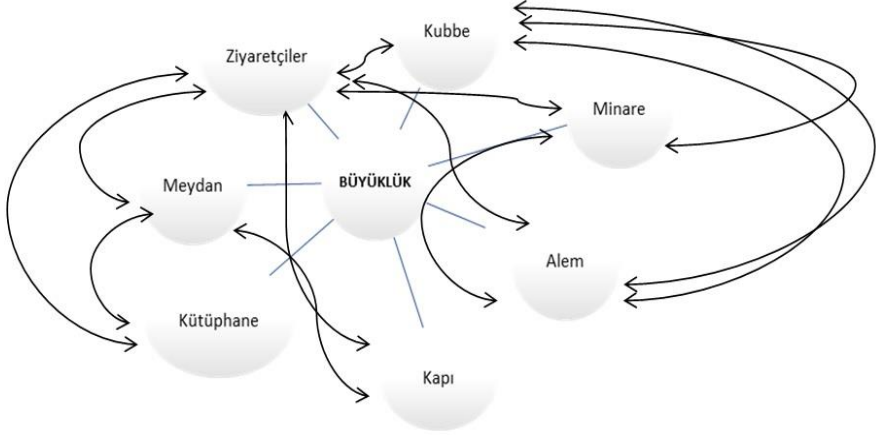 Kubbe
Ziyaretçiler
Minare
Meydan
BÜYÜKLÜK
Alem
Kütüphane
Kapı